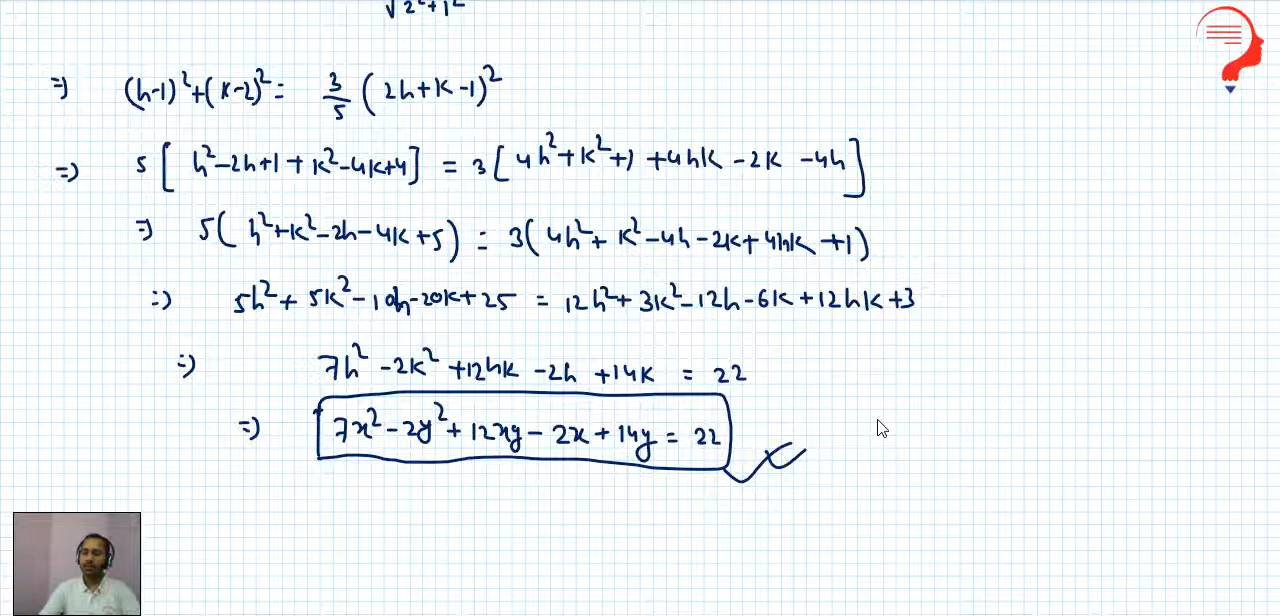 √2²+1²
⇒ (h-1)²+(k-2)² = 3/5 (2h+k-1)²
⇒ 5[h²-2h+1+k²-4k+4] = 3[4h²+k²+1+4hk-2k-4h]
⇒ 5(h²+k²-2h-4k+5) = 3(4h²+k²-4h-2k+4hk+1)
⇒ 5h²+5k²-10h-20k+25 = 12h²+3k²-12h-6k+12hk+3
⇒ 7h²-2k²+12hk-2h+14k = 22
⇒ 7x²-2y²+12xy-2x+14y = 22